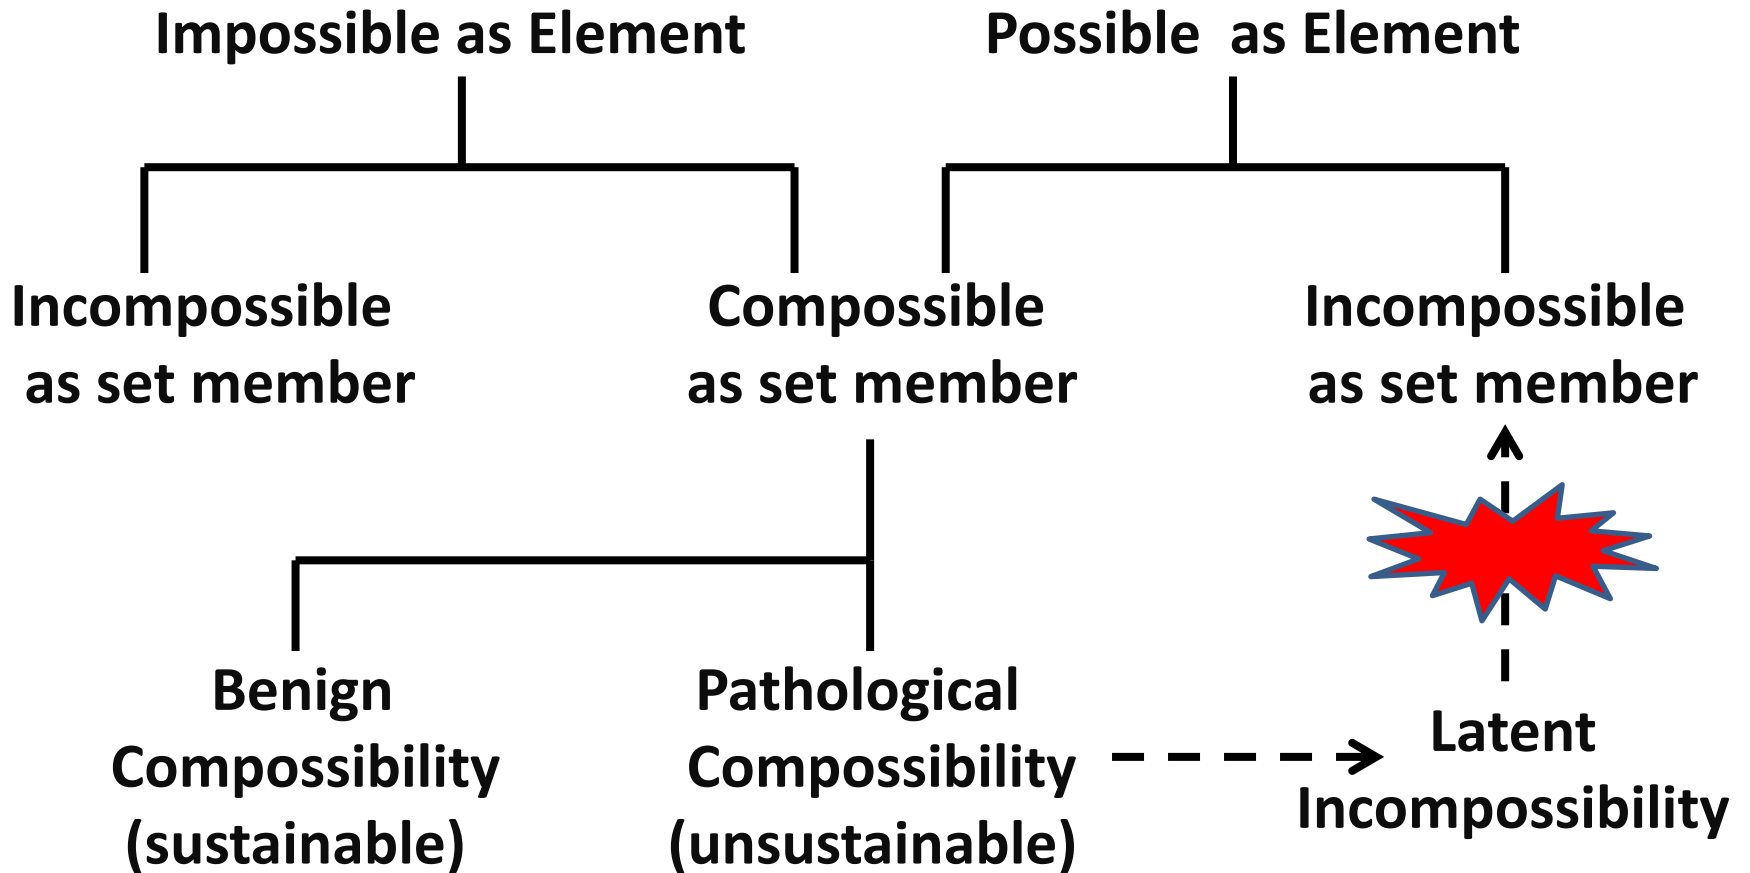 Impossible as Element
Possible as Element
Incompossible
as set member
Compossible
as set member
Incompossible
as set member
Benign
Compossibility
(sustainable)
Pathological
Compossibility
(unsustainable)
Latent
Incompossibility